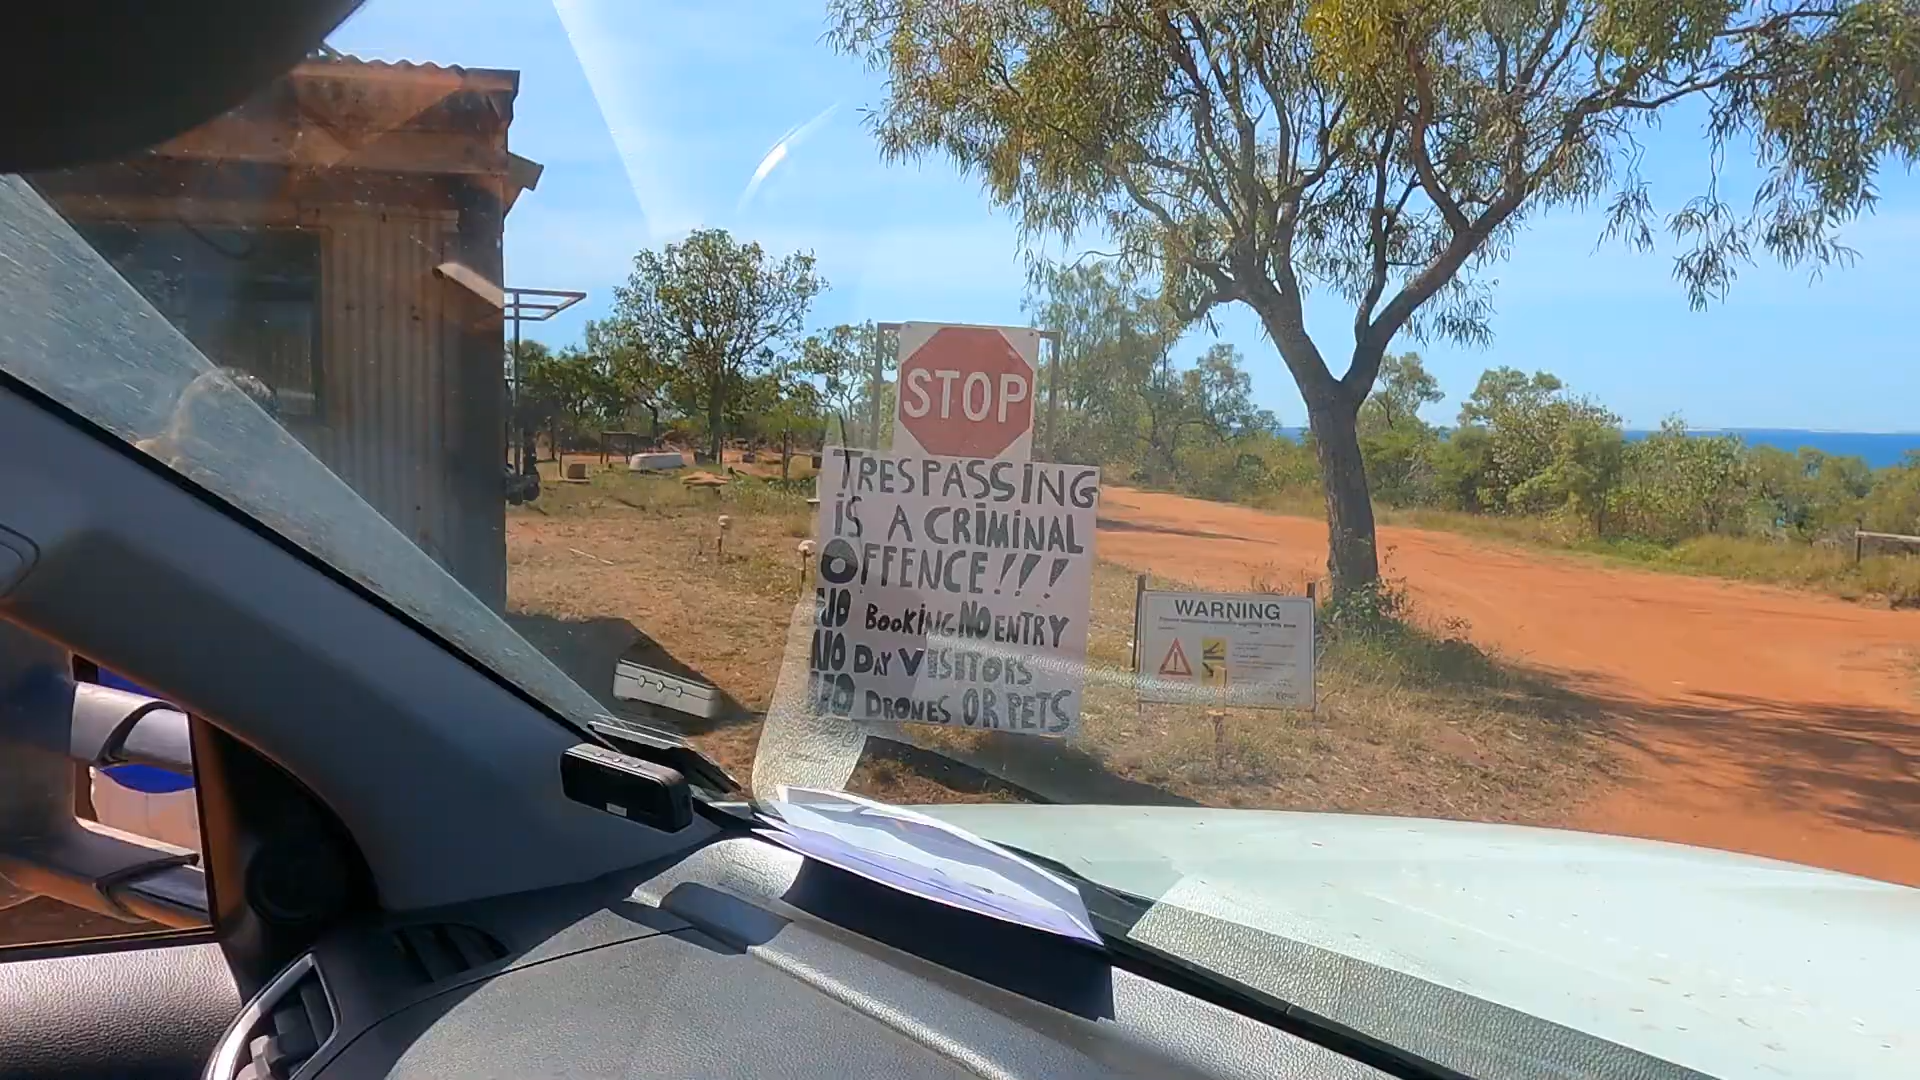 STOP
TRESPASSING
iS A CRiMiNAL
OFFENCE!!!
NO BooKiNG NO ENTRY
NO DAY VISITORS
NO DRONES OR PETS
WARNING